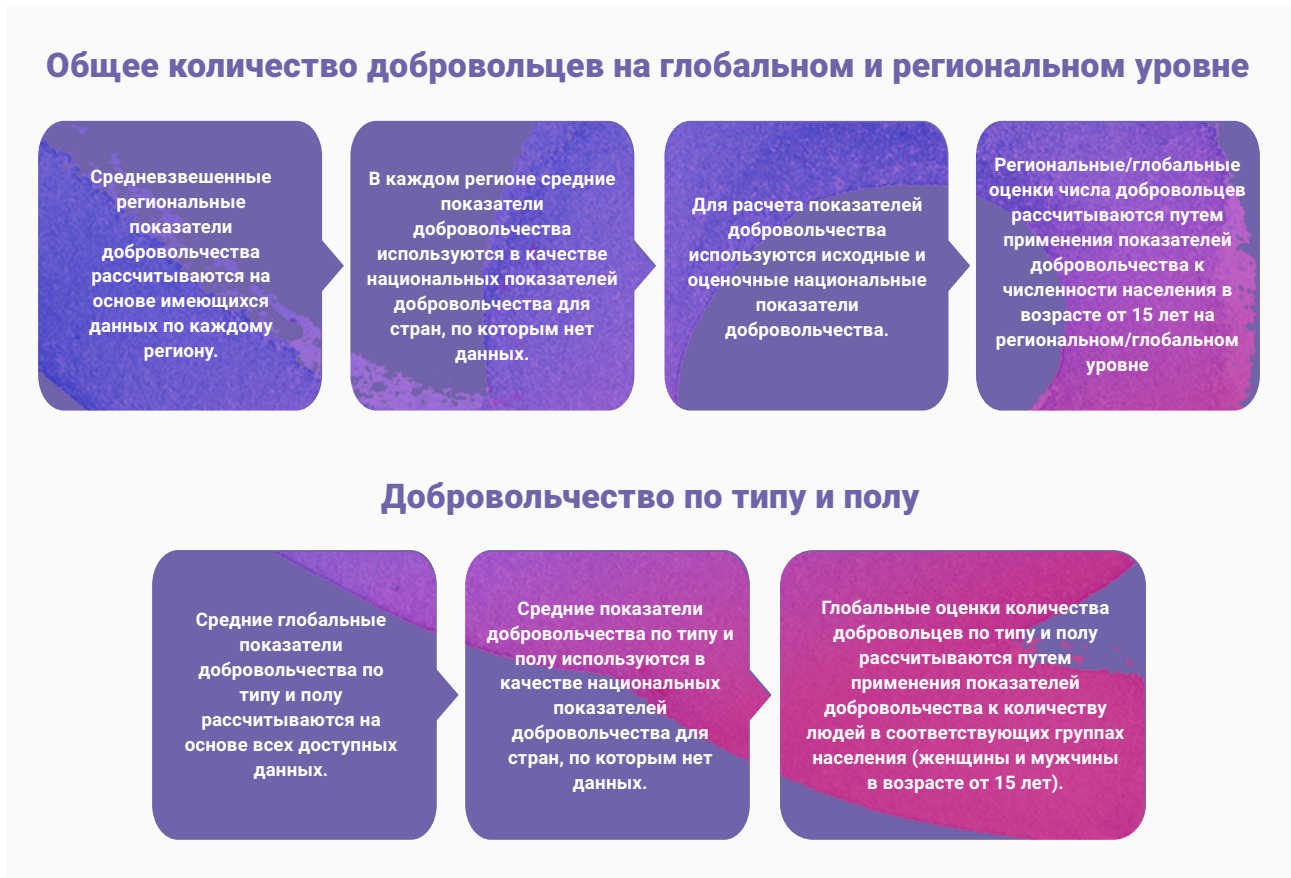 Общее количество добровольцев на глобальном и региональном уровне
Средневзвешенные
региональные
показатели
добровольчества
рассчитываются на
основе имеющихся
данных по каждому
региону.
В каждом регионе средние
показатели
добровольчества
используются в качестве
национальных показателей
добровольчества для
стран, по которым нет
данных.
Для расчета показателей
добровольчества
используются исходные и
оценочные национальные
показатели
добровольчества.
Региональные/глобальные
оценки числа добровольцев
рассчитываются путем
применения показателей
добровольчества к
численности населения в
возрасте от 15 лет на
региональном/глобальном
уровне
Добровольчество по типу и полу
Средние глобальные
показатели
добровольчества по
типу и полу
рассчитываются на
основе всех доступных
данных.
Средние показатели
добровольчества по типу и
полу используются в
качестве национальных
показателей
добровольчества для
стран, по которым нет
данных.
Глобальные оценки количества
добровольцев по типу и полу
рассчитываются путем
применения показателей
добровольчества к количеству
людей в соответствующих группах
населения (женщины и мужчины
в возрасте от 15 лет).